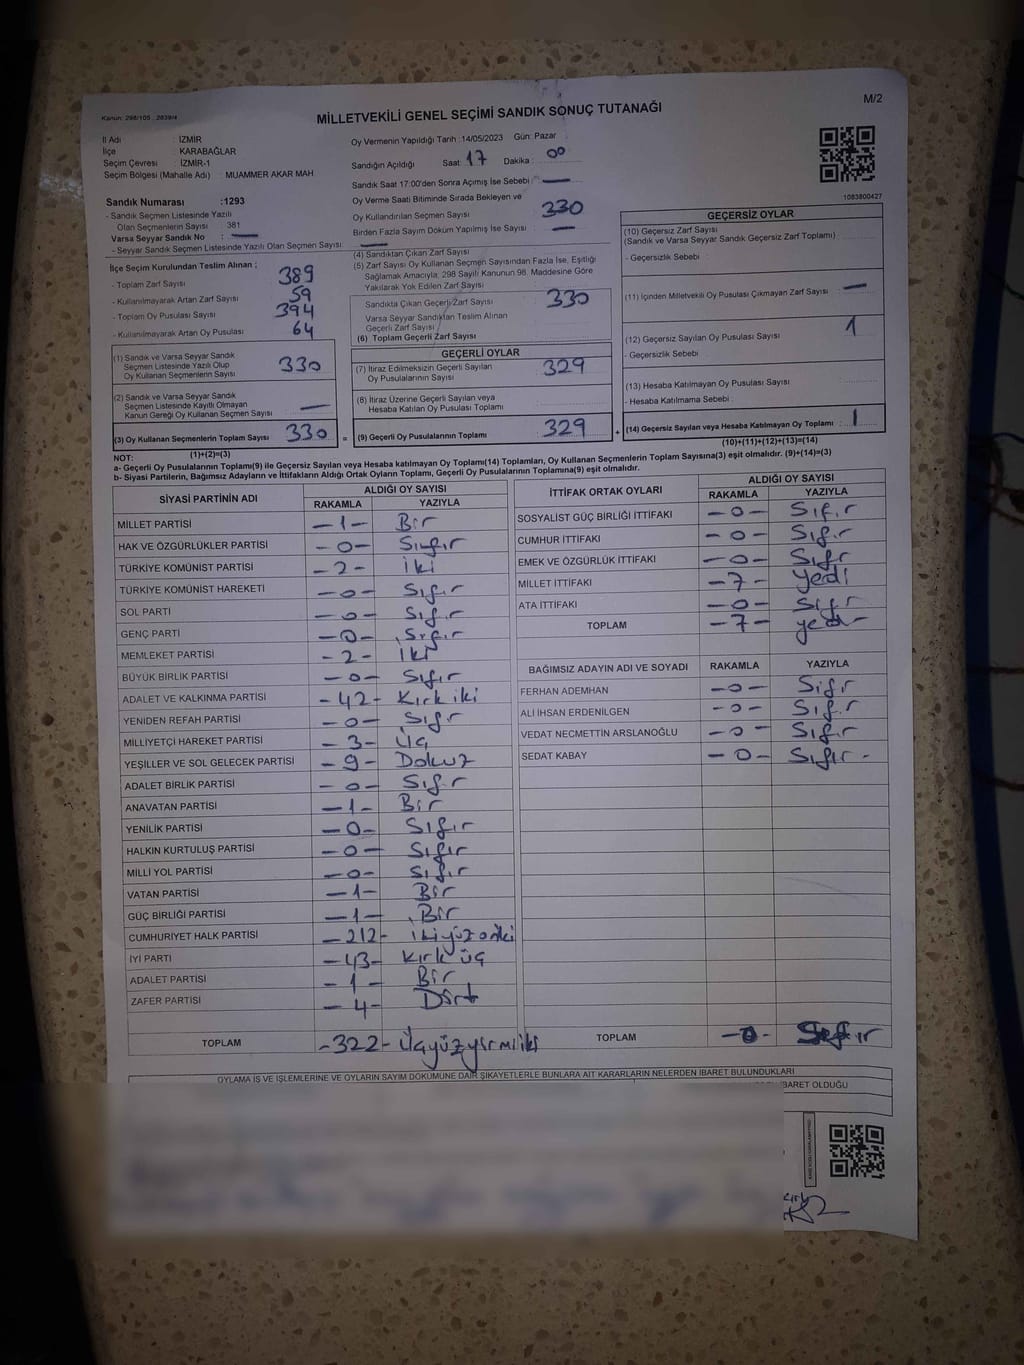 Kanun: 298/105 , 2839/4
MİLLETVEKİLİ GENEL SEÇİMİ SANDIK SONUÇ TUTANAĞI
M/2
İl Adı : İZMİR
İlçe : KARABAĞLAR
Seçim Çevresi : İZMİR-1
Seçim Bölgesi (Mahalle Adı) : MUAMMER AKAR MAH
Sandık Numarası :1293
- Sandık Seçmen Listesinde Yazılı
Olan Seçmenlerin Sayısı 381
Varsa Seyyar Sandık No : —
- Seyyar Sandık Seçmen Listesinde Yazılı Olan Seçmen Sayısı: —
Oy Vermenin Yapıldığı Tarih :14/05/2023 Gün: Pazar
Sandığın Açıldığı Saat: 17 Dakika : 00
Sandık Saat 17:00'den Sonra Açımış İse Sebebi : —
Oy Verme Saati Bitiminde Sırada Bekleyen ve
Oy Kullandırılan Seçmen Sayısı 330
Birden Fazla Sayım Döküm Yapılmış İse Sayısı : —
1083800427
İlçe Seçim Kurulundan Teslim Alınan ;
- Toplam Zarf Sayısı 389
- Kullanılmayarak Artan Zarf Sayısı 59
- Toplam Oy Pusulası Sayısı 394
- Kullanılmayarak Artan Oy Pusulası 64
(4) Sandıktan Çıkan Zarf Sayısı
(5) Zarf Sayısı Oy Kullanan Seçmen Sayısından Fazla İse, Eşitliği
Sağlamak Amacıyla, 298 Sayılı Kanunun 98. Maddesine Göre
Yakılarak Yok Edilen Zarf Sayısı
Sandıkta Çıkan Geçerli Zarf Sayısı 330
Varsa Seyyar Sandıktan Teslim Alınan
Geçerli Zarf Sayısı
(6) Toplam Geçerli Zarf Sayısı
GEÇERSİZ OYLAR
(10) Geçersiz Zarf Sayısı
(Sandık ve Varsa Seyyar Sandık Geçersiz Zarf Toplamı)
- Geçersizlik Sebebi :
(11) İçinden Milletvekili Oy Pusulası Çıkmayan Zarf Sayısı —
(12) Geçersiz Sayılan Oy Pusulası Sayısı 1
- Geçersizlik Sebebi :
(13) Hesaba Katılmayan Oy Pusulası Sayısı
- Hesaba Katılmama Sebebi :
(14) Geçersiz Sayılan veya Hesaba Katılmayan Oy Toplamı : 1
(1) Sandık ve Varsa Seyyar Sandık
Seçmen Listesinde Yazılı Olup
Oy Kullanan Seçmenlerin Sayısı 330
(2) Sandık ve Varsa Seyyar Sandık
Seçmen Listesinde Kayıtlı Olmayan
Kanun Gereği Oy Kullanan Seçmen Sayısı —
(3) Oy Kullanan Seçmenlerin Toplam Sayısı 330 =
GEÇERLİ OYLAR
(7) İtiraz Edilmeksizin Geçerli Sayılan
Oy Pusulalarının Sayısı 329
(8) İtiraz Üzerine Geçerli Sayılan veya
Hesaba Katılan Oy Pusulası Toplamı
(9) Geçerli Oy Pusulalarının Toplamı 329 +
(1)+(2)=(3)
(10)+(11)+(12)+(13)=(14)
NOT:
a- Geçerli Oy Pusulalarının Toplamı(9) ile Geçersiz Sayılan veya Hesaba katılmayan Oy Toplamı(14) Toplamları, Oy Kullanan Seçmenlerin Toplam Sayısına(3) eşit olmalıdır. (9)+(14)=(3)
b- Siyasi Partilerin, Bağımsız Adayların ve İttifakların Aldığı Ortak Oyların Toplamı, Geçerli Oy Pusulalarının Toplamına(9) eşit olmalıdır.
SİYASİ PARTİNİN ADI ALDIĞI OY SAYISI
RAKAMLA YAZIYLA
MİLLET PARTİSİ —1— Bir
HAK VE ÖZGÜRLÜKLER PARTİSİ —0— Sıfır
TÜRKİYE KOMÜNİST PARTİSİ —2— iki
TÜRKİYE KOMÜNİST HAREKETİ —0— Sıfır
SOL PARTİ —0— Sıfır
GENÇ PARTİ —0— Sıfır
MEMLEKET PARTİSİ —2— İki
BÜYÜK BİRLİK PARTİSİ —0— Sıfır
ADALET VE KALKINMA PARTİSİ —42— Kırk iki
YENİDEN REFAH PARTİSİ —0— Sıfır
MİLLİYETÇİ HAREKET PARTİSİ —3— Üç
YEŞİLLER VE SOL GELECEK PARTİSİ —9— Dokuz
ADALET BİRLİK PARTİSİ —0— Sıfır
ANAVATAN PARTİSİ —1— Bir
YENİLİK PARTİSİ —0— Sıfır
HALKIN KURTULUŞ PARTİSİ —0— Sıfır
MİLLİ YOL PARTİSİ —0— Sıfır
VATAN PARTİSİ —1— Bir
GÜÇ BİRLİĞİ PARTİSİ —1— Bir
CUMHURİYET HALK PARTİSİ —212— ikiyüzoniki
İYİ PARTİ —43— Kırk üç
ADALET PARTİSİ —1— Bir
ZAFER PARTİSİ —4— Dört
TOPLAM —322— Üçyüzyirmiiki
İTTİFAK ORTAK OYLARI ALDIĞI OY SAYISI
RAKAMLA YAZIYLA
SOSYALİST GÜÇ BİRLİĞİ İTTİFAKI —0— Sıfır
CUMHUR İTTİFAKI —0— Sıfır
EMEK VE ÖZGÜRLÜK İTTİFAKI —0— Sıfır
MİLLET İTTİFAKI —7— yedi
ATA İTTİFAKI —0— Sıfır
TOPLAM —7— yedi
BAĞIMSIZ ADAYIN ADI VE SOYADI RAKAMLA YAZIYLA
FERHAN ADEMHAN —0— Sıfır
ALİ İHSAN ERDENİLGEN —0— Sıfır
VEDAT NECMETTİN ARSLANOĞLU —0— Sıfır
SEDAT KABAY —0— Sıfır
TOPLAM —0— Sıfır
OYLAMA İŞ VE İŞLEMLERİNE VE OYLARIN SAYIM DÖKÜMÜNE DAİR ŞİKAYETLERLE BUNLARA AİT KARARLARIN NELERDEN İBARET BULUNDUKLARI
BARET OLDUĞU